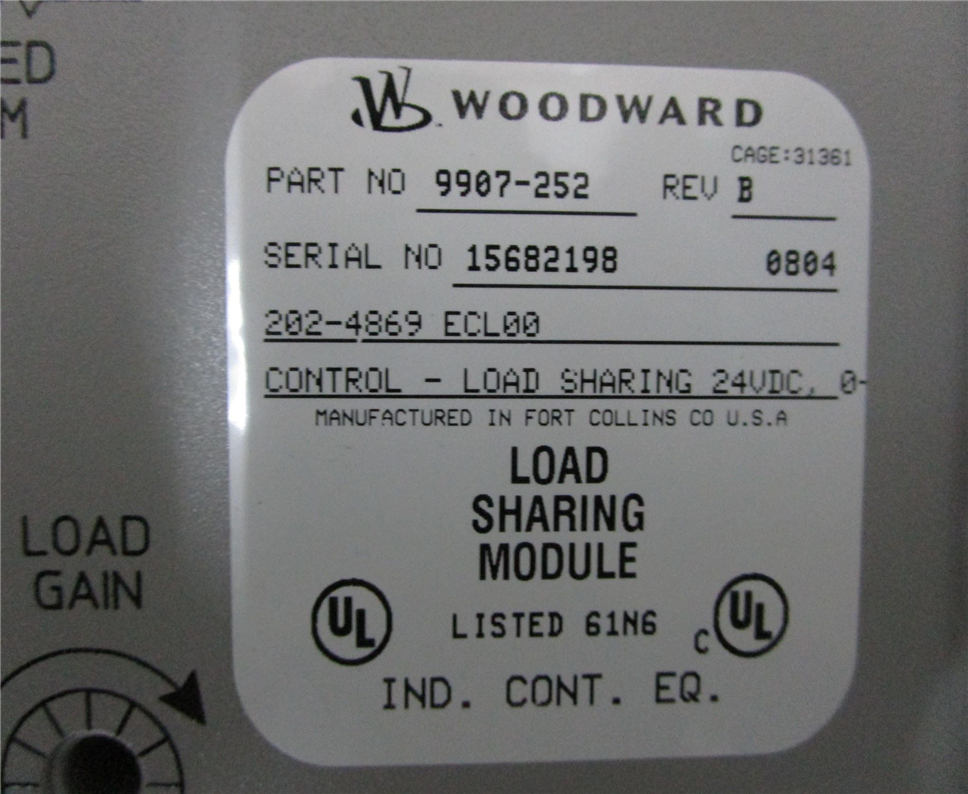 ED
M
WOODWARD
CAGE:31361
PART NO 9907-252 REV B
SERIAL NO 15682198 0804
202-4869 ECL00
CONTROL - LOAD SHARING 24VDC, 0-
MANUFACTURED IN FORT COLLINS CO U.S.A
LOAD
SHARING
MODULE
UL LISTED 61N6 C UL
IND. CONT. EQ.
LOAD
GAIN